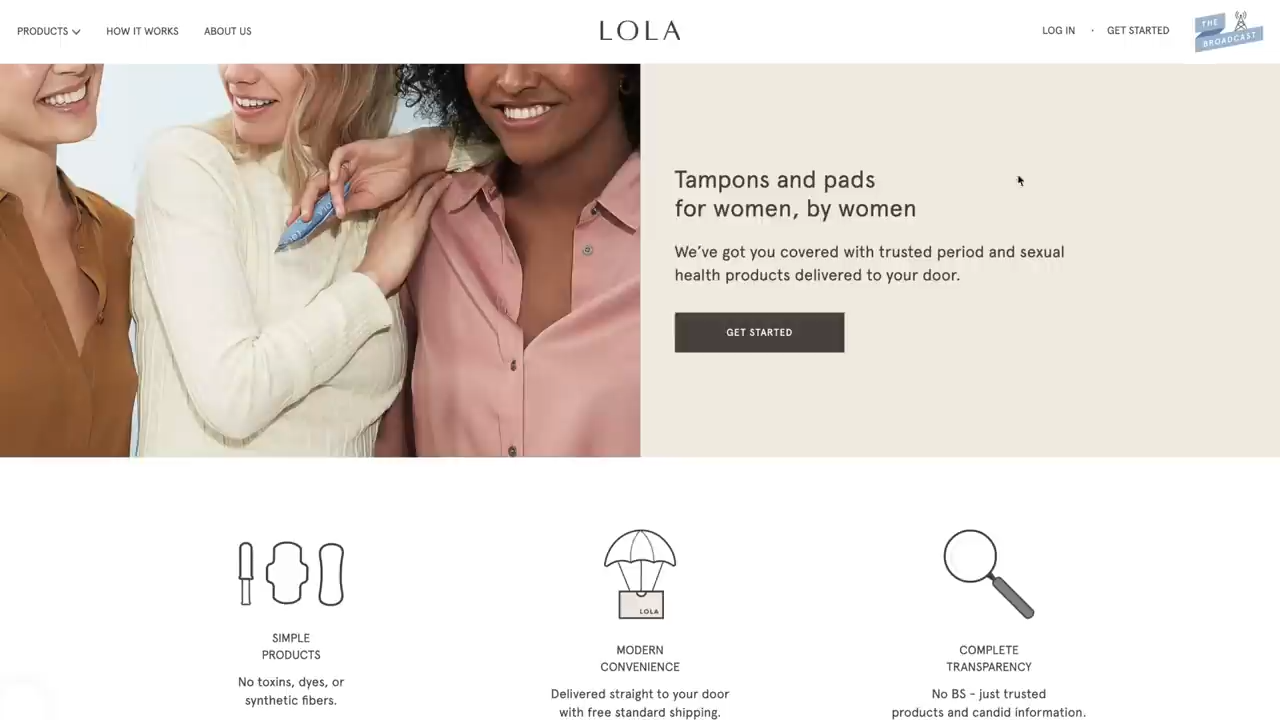 PRODUCTS
HOW IT WORKS
ABOUT US
LOLA
LOG IN · GET STARTED
THE
BROADCAST
Tampons and pads
for women, by women
We’ve got you covered with trusted period and sexual
health products delivered to your door.
GET STARTED
LOLA
SIMPLE
PRODUCTS
No toxins, dyes, or
synthetic fibers.
MODERN
CONVENIENCE
Delivered straight to your door
with free standard shipping.
COMPLETE
TRANSPARENCY
No BS - just trusted
products and candid information.